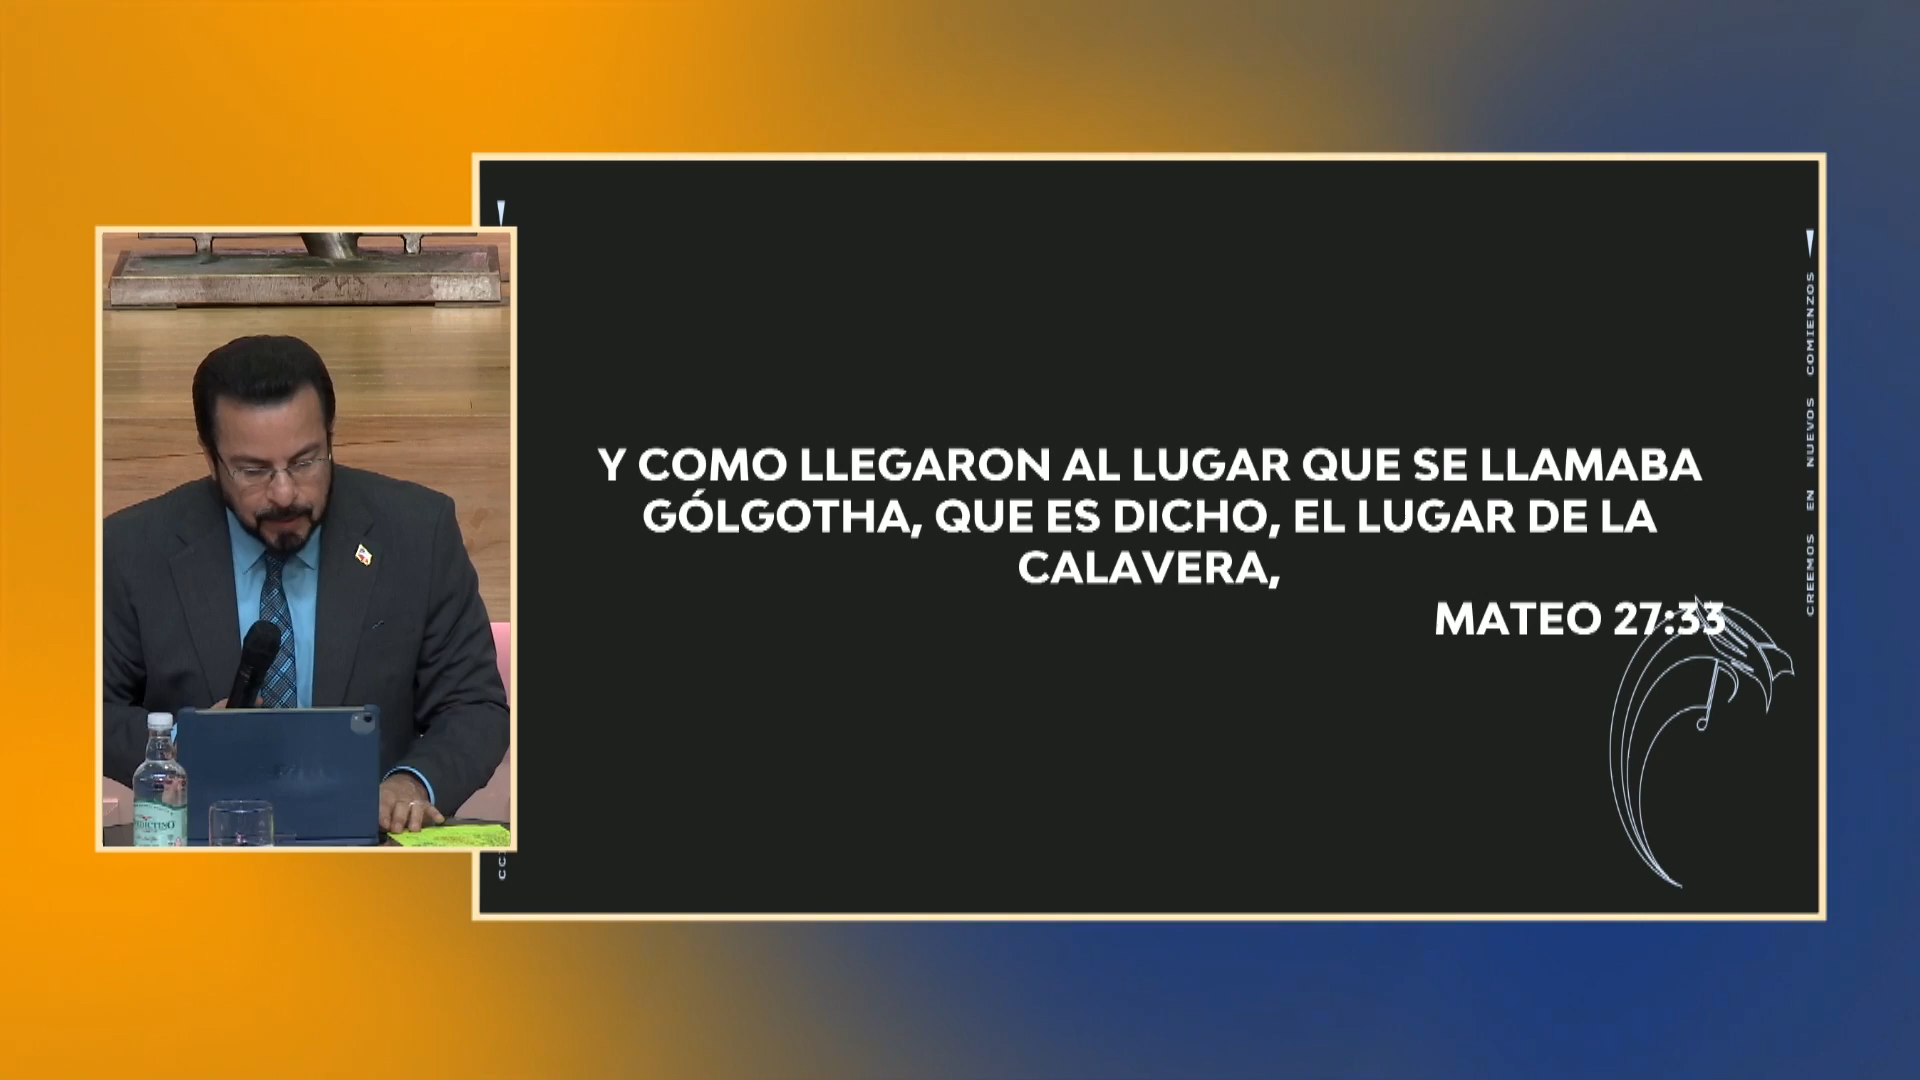 Y COMO LLEGARON AL LUGAR QUE SE LLAMABA
GÓLGOTHA, QUE ES DICHO, EL LUGAR DE LA
CALAVERA,
MATEO 27:33
CREEMOS EN NUEVOS COMIENZOS